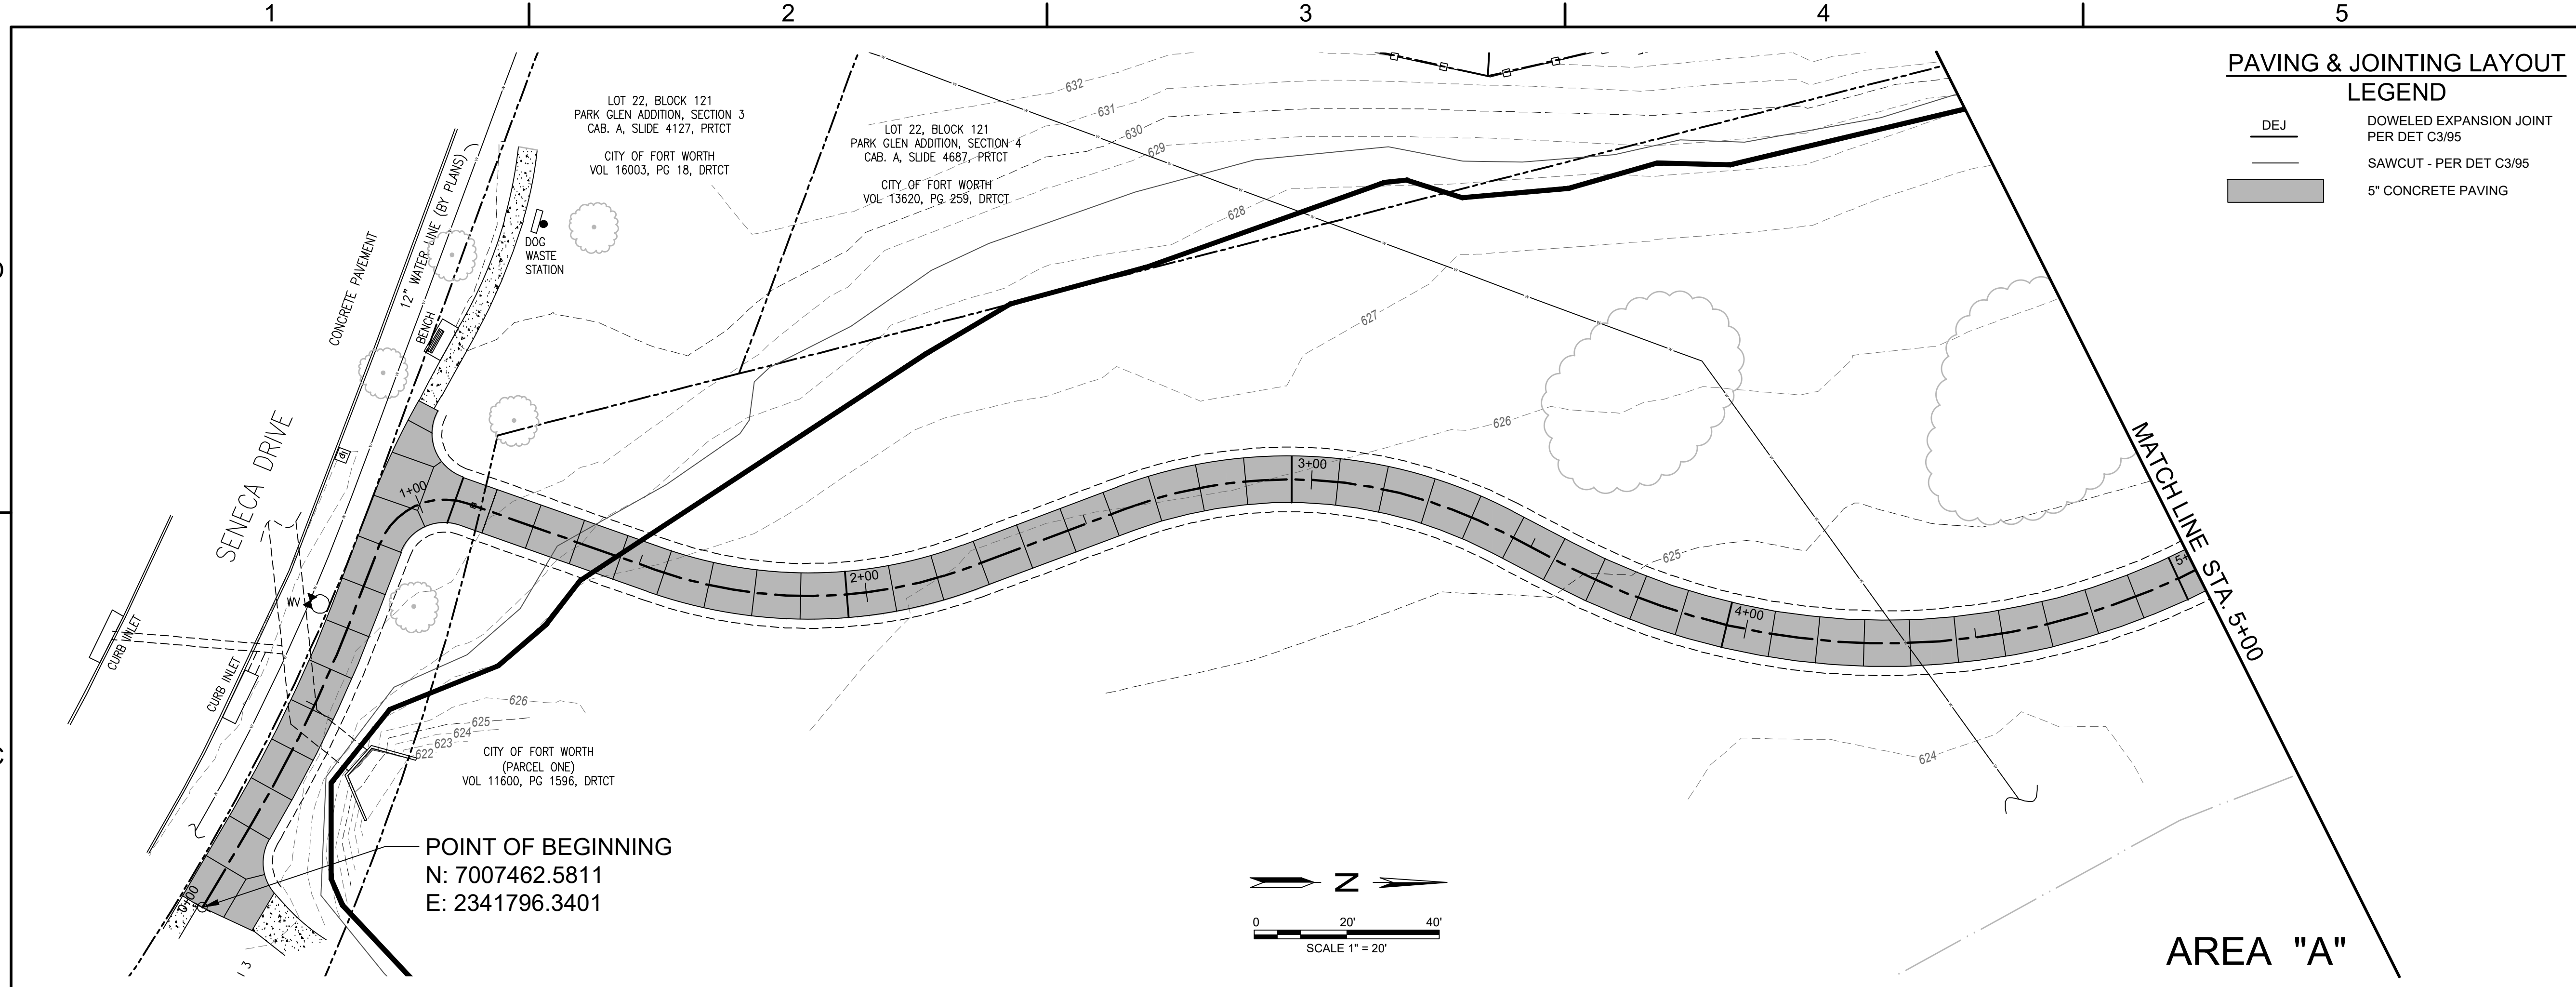 1
2
3
4
5
PAVING & JOINTING LAYOUT
LEGEND
DEJ
DOWELED EXPANSION JOINT
PER DET C3/95
SAWCUT - PER DET C3/95
5" CONCRETE PAVING
LOT 22, BLOCK 121
PARK GLEN ADDITION, SECTION 3
CAB. A, SLIDE 4127, PRTCT
CITY OF FORT WORTH
VOL 16003, PG 18, DRTCT
LOT 22, BLOCK 121
PARK GLEN ADDITION, SECTION 4
CAB. A, SLIDE 4687, PRTCT
CITY OF FORT WORTH
VOL 13620, PG 259, DRTCT
632
631
630
629
628
627
626
625
624
CONCRETE PAVEMENT
12" WATER LINE (BY PLANS)
BENCH
DOG
WASTE
STATION
SENECA DRIVE
WV
CURB INLET
CURB INLET
0+00
1+00
2+00
3+00
4+00
5+
626
625
624
623
622
CITY OF FORT WORTH
(PARCEL ONE)
VOL 11600, PG 1596, DRTCT
POINT OF BEGINNING
N: 7007462.5811
E: 2341796.3401
MATCH LINE STA. 5+00
N
0 20' 40'
SCALE 1" = 20'
AREA "A"